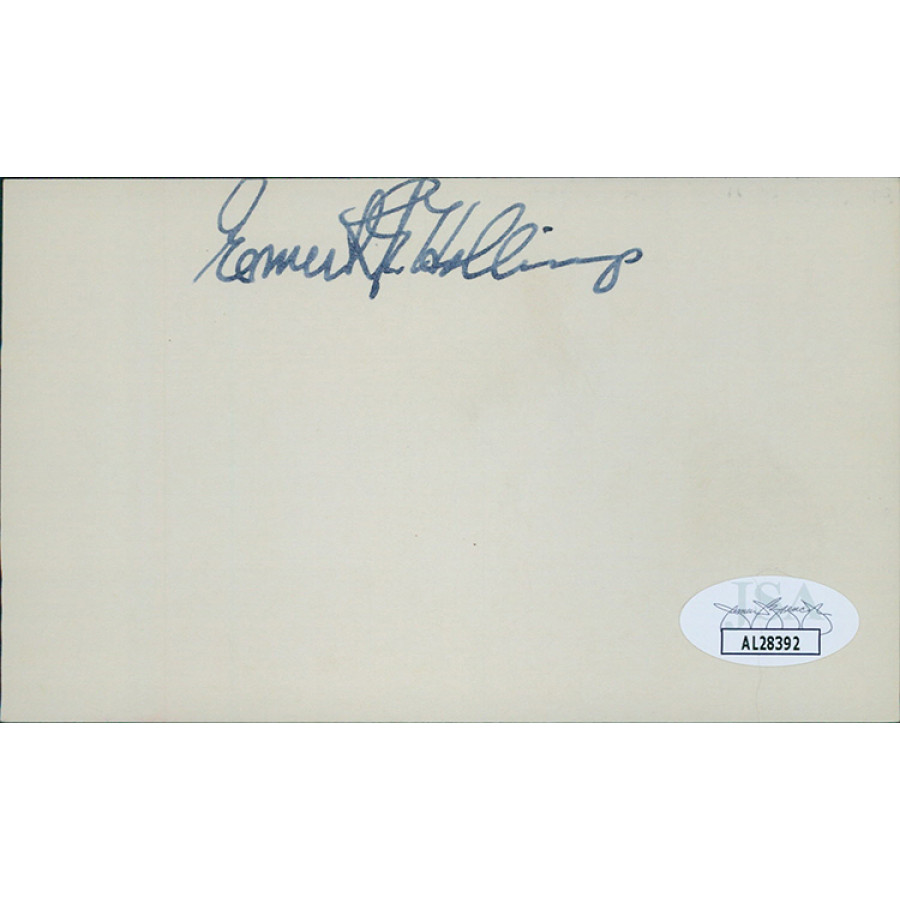 Ernest F. Hollings
JSA
AL28392